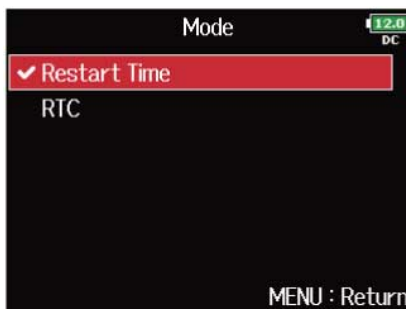 Mode
12.0
DC
✔ Restart Time
RTC
MENU : Return